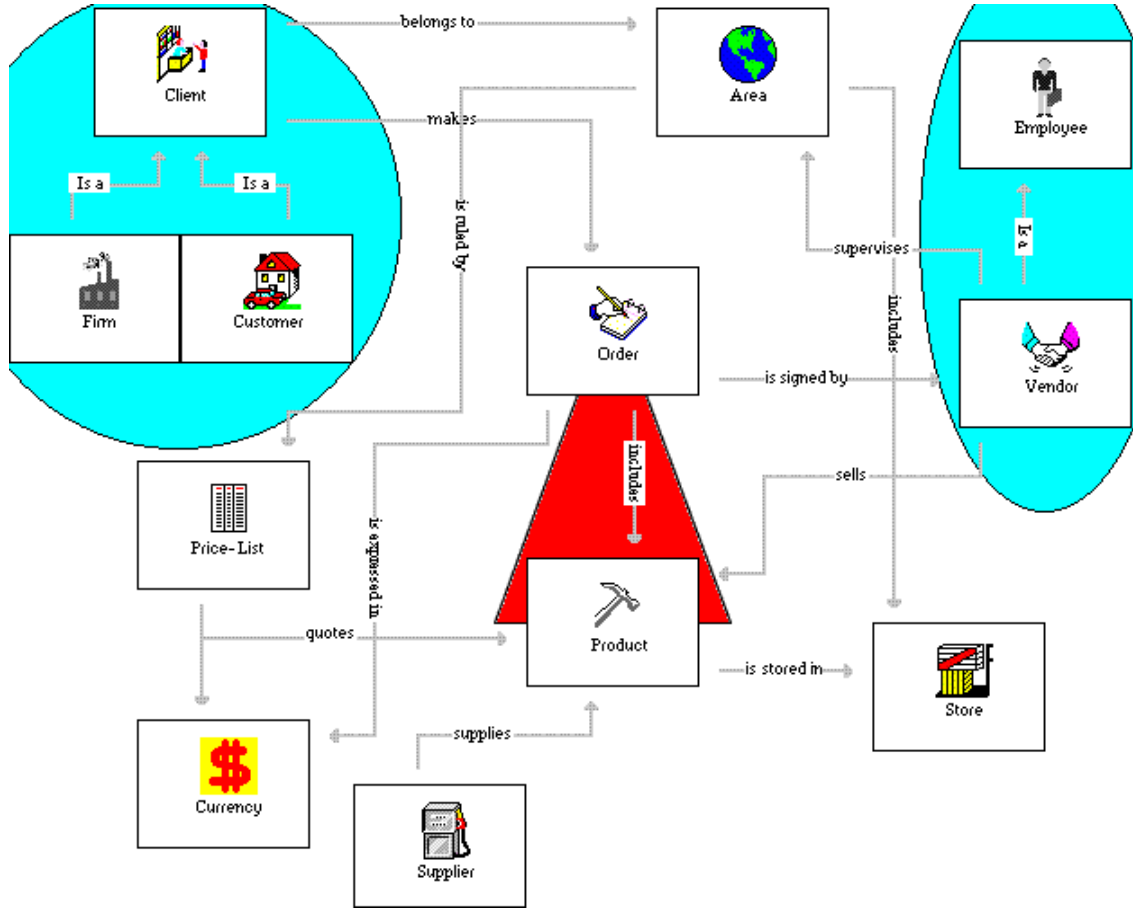 belongs to
Client
Area
Employee
makes
Is a
Is a
is ruled by
Is a
supervises
Firm
Customer
includes
Order
is signed by
Vendor
includes
sells
Price-List
is expressed in
quotes
Product
is stored in
Store
supplies
Currency
Supplier